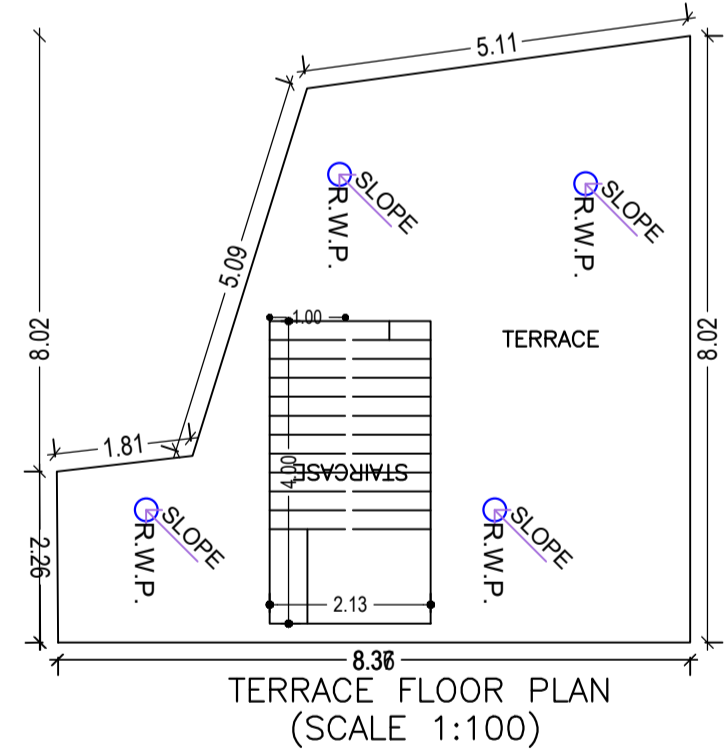 5.11
5.09
8.02
8.02
SLOPE
R.W.P.
SLOPE
R.W.P.
1.00
TERRACE
1.81
4.00
STAIRCASE
2.26
SLOPE
R.W.P.
SLOPE
R.W.P.
2.13
TERRACE FLOOR PLAN
(SCALE 1:100)